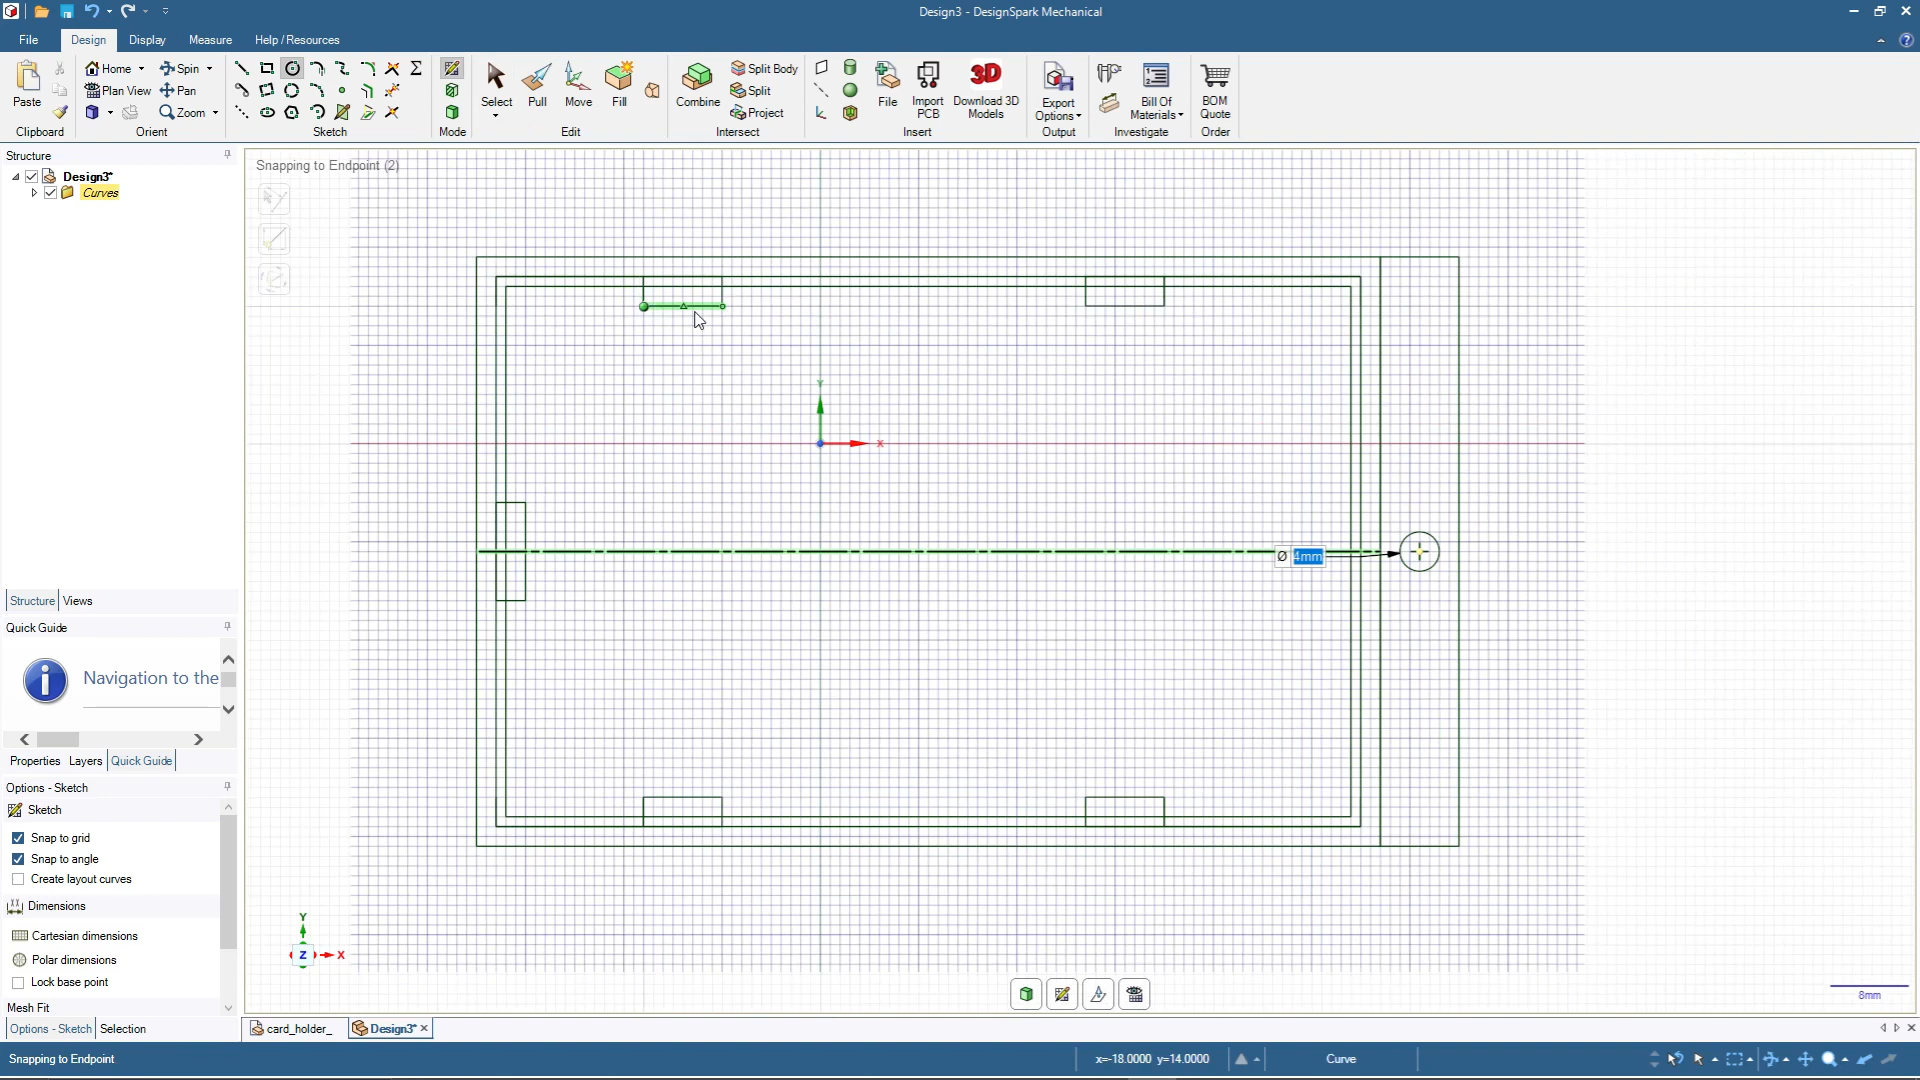 Design3 - DesignSpark Mechanical
File
Design
Display
Measure
Help / Resources
Paste
Clipboard
Home
Spin
Plan View
Pan
Zoom
Orient
Sketch
Mode
Select
Pull
Move
Fill
Edit
Combine
Split Body
Split
Project
Intersect
File
Import PCB
Download 3D Models
Insert
Export Options
Output
Bill Of Materials
Investigate
BOM Quote
Order
Structure
Design3*
Curves
Structure
Views
Quick Guide
Navigation to the
Properties
Layers
Quick Guide
Options - Sketch
Sketch
Snap to grid
Snap to angle
Create layout curves
Dimensions
Cartesian dimensions
Polar dimensions
Lock base point
Mesh Fit
Options - Sketch
Selection
Snapping to Endpoint (2)
Y
X
Ø 4mm
Y
Z
X
8mm
card_holder_
Design3*
Snapping to Endpoint
x=-18.0000 y=14.0000
Curve